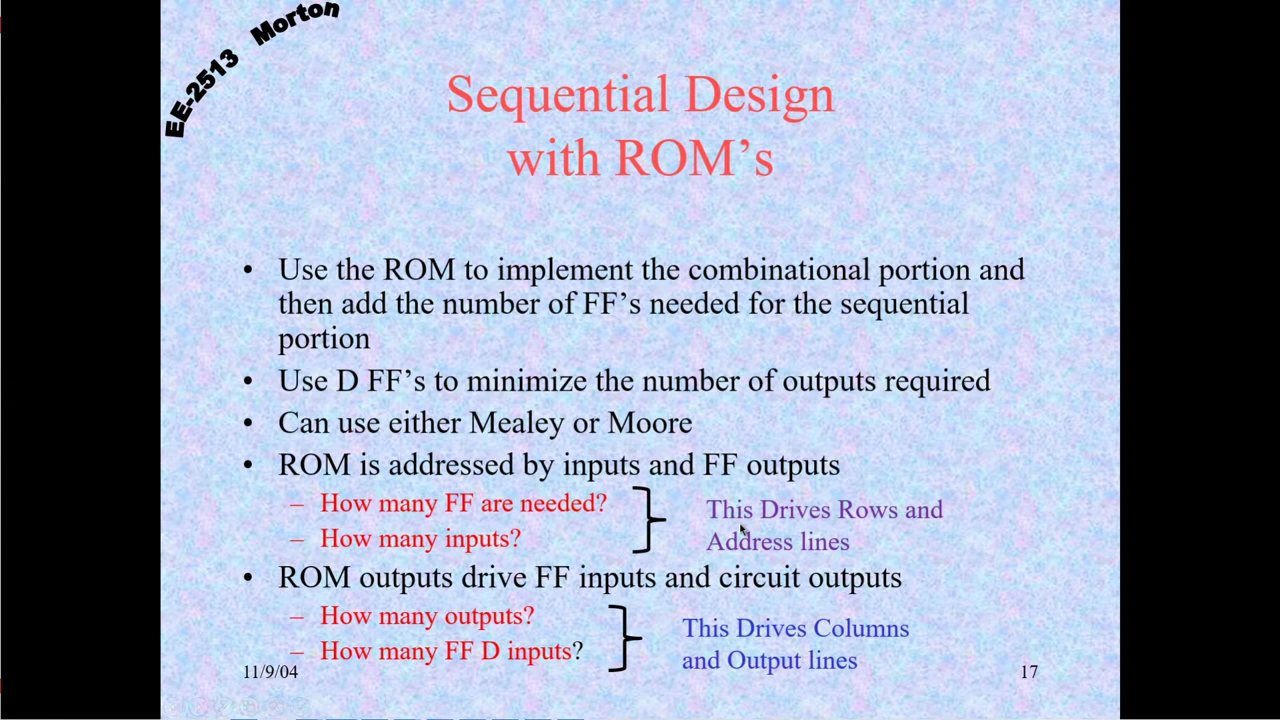 EE-2513 Morton
Sequential Design
with ROM’s
• Use the ROM to implement the combinational portion and
then add the number of FF’s needed for the sequential
portion
• Use D FF’s to minimize the number of outputs required
• Can use either Mealey or Moore
• ROM is addressed by inputs and FF outputs
– How many FF are needed?
– How many inputs?
This Drives Rows and
Address lines
• ROM outputs drive FF inputs and circuit outputs
– How many outputs?
– How many FF D inputs?
This Drives Columns
and Output lines
11/9/04
17